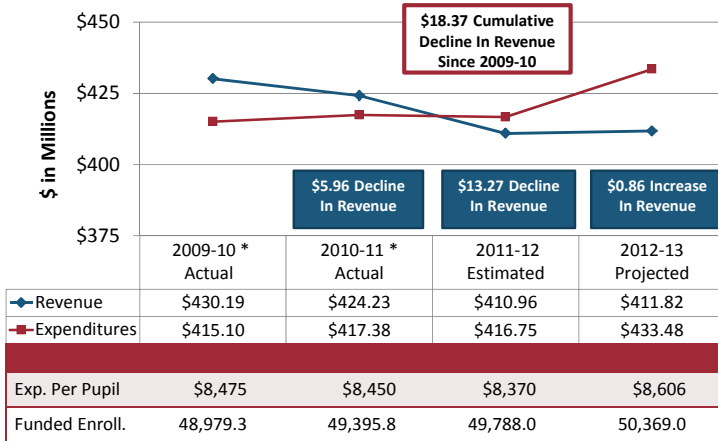 $450
$18.37 Cumulative
Decline In Revenue
Since 2009-10
$425
$ in Millions
$400
$5.96 Decline
In Revenue
$13.27 Decline
In Revenue
$0.86 Increase
In Revenue
$375
2009-10 *
Actual
2010-11 *
Actual
2011-12
Estimated
2012-13
Projected
Revenue $430.19 $424.23 $410.96 $411.82
Expenditures $415.10 $417.38 $416.75 $433.48
Exp. Per Pupil $8,475 $8,450 $8,370 $8,606
Funded Enroll. 48,979.3 49,395.8 49,788.0 50,369.0